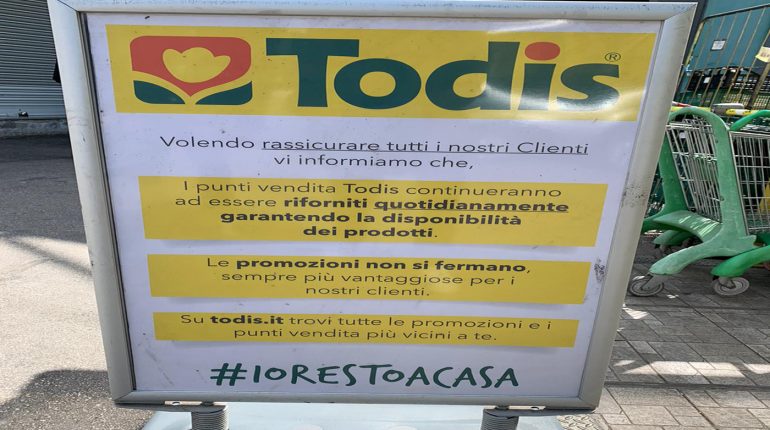 Todis®
Volendo rassicurare tutti i nostri Clienti
vi informiamo che,
I punti vendita Todis continueranno
ad essere riforniti quotidianamente
garantendo la disponibilità
dei prodotti.
Le promozioni non si fermano,
sempre più vantaggiose per i
nostri clienti.
Su todis.it trovi tutte le promozioni e i
punti vendita più vicini a te.
#IORESTOACASA